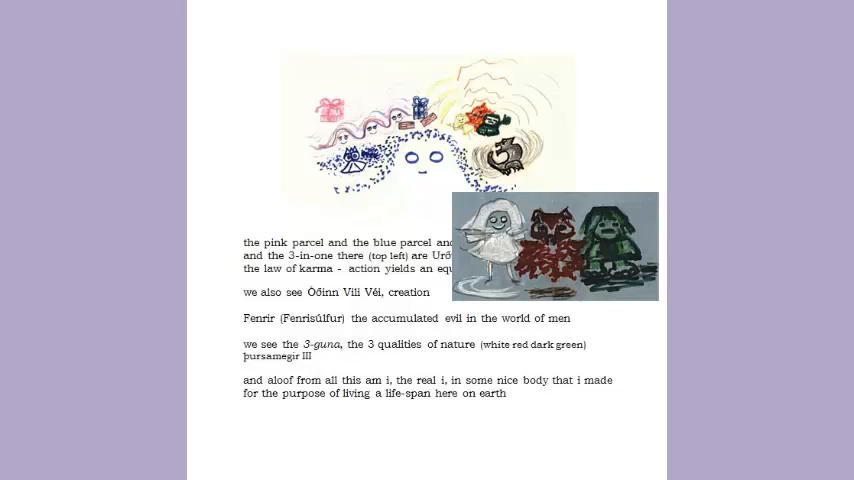 the pink parcel and the blue parcel and
and the 3-in-one there (top left) are Urð
the law of karma - action yields an equ
we also see Óðinn Vili Véi, creation
Fenrir (Fenrisúlfur) the accumulated evil in the world of men
we see the 3-guna, the 3 qualities of nature (white red dark green)
þursamegir III
and aloof from all this am i, the real i, in some nice body that i made
for the purpose of living a life-span here on earth